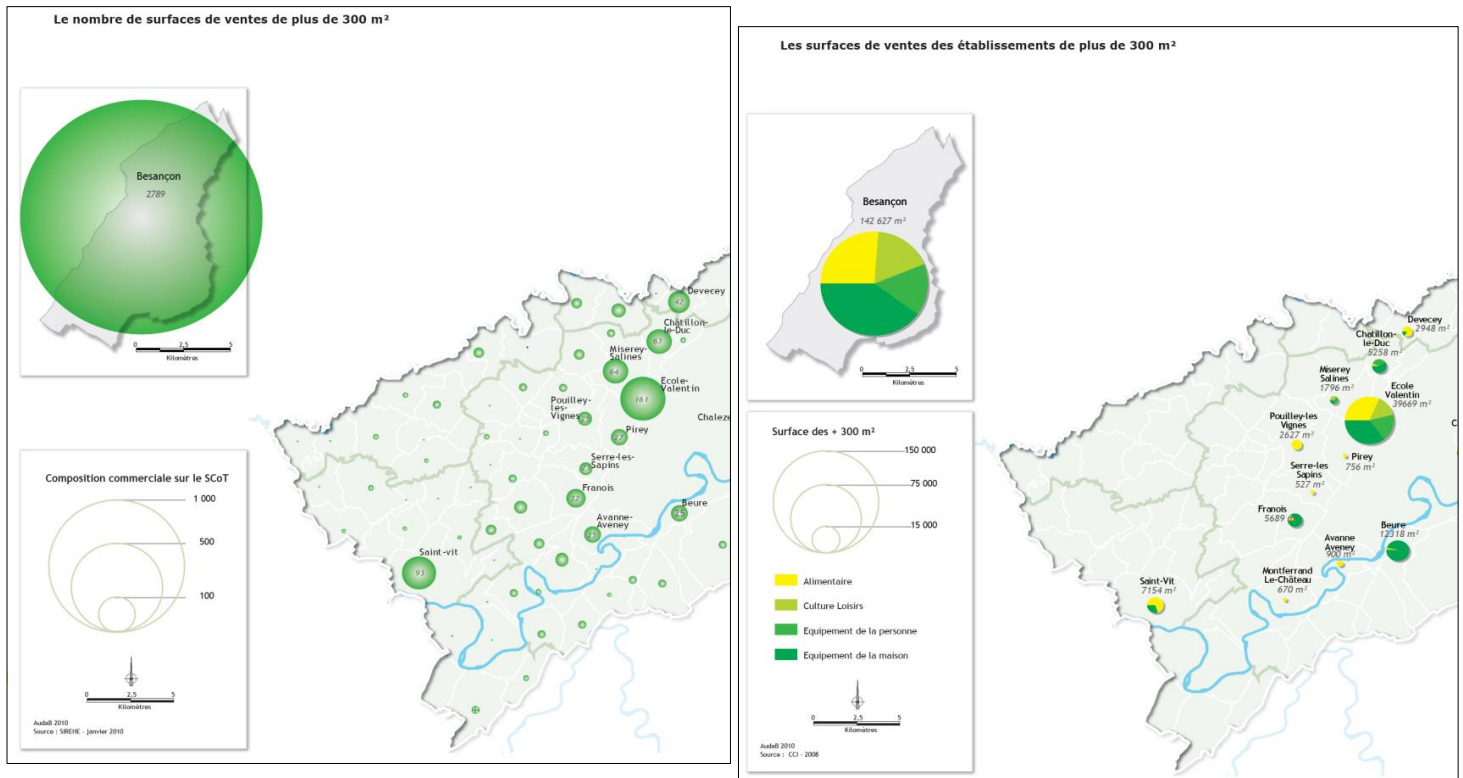 Le nombre de surfaces de ventes de plus de 300 m²
Besançon
2789
0 2,5 5
Kilomètres
Devecey
42
Châtillon-
le-Duc
Miserey-
Salines
64
Ecole-
Valentin
161
Pouilley-
les-
Vignes
Chaleze
Pirey
27
Serre-les-
Sapins
Franois
32
Beure
25
Avanne-
Aveney
25
Saint-vit
93
Composition commerciale sur le SCoT
1 000
500
100
0 2,5 5
Kilomètres
AudaB 2010
Source : SIRENE - Janvier 2010
Les surfaces de ventes des établissements de plus de 300 m²
Besançon
142 627 m²
0 2,5 5
Kilomètres
Devecey
2948 m²
Chatillon-
le-Duc
5258 m²
Miserey
Salines
1796 m²
Ecole
Valentin
39669 m²
Pouilley-les
Vignes
2627 m²
C
Pirey
756 m²
Serre-les
Sapins
527 m²
Franois
5689
Beure
12318 m²
Avanne
Aveney
900 m²
Montferrand
Le-Château
670 m²
Saint-Vit
7154 m²
Surface des + 300 m²
150 000
75 000
15 000
Alimentaire
Culture Loisirs
Equipement de la personne
Equipement de la maison
0 2,5 5
Kilomètres
AudaB 2010
Source : CCI - 2008